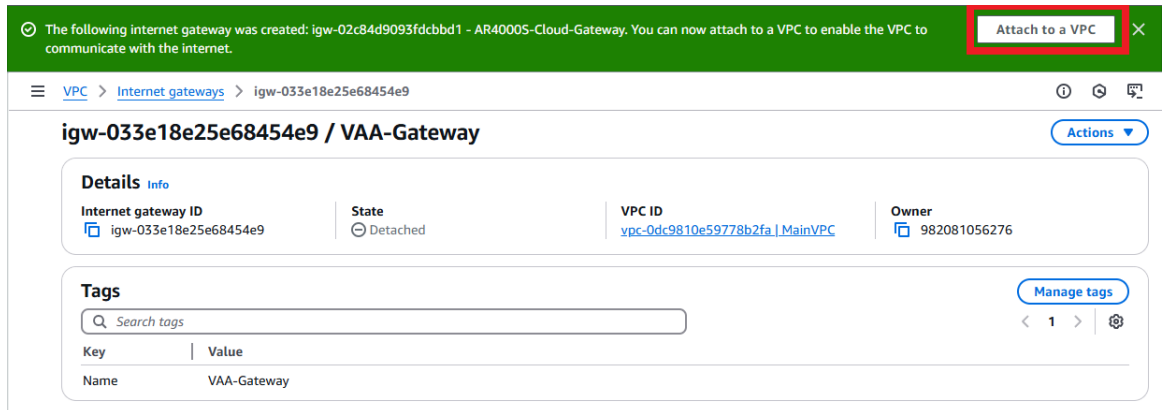 The following internet gateway was created: igw-02c84d9093fdcbbd1 - AR4000S-Cloud-Gateway. You can now attach to a VPC to enable the VPC to
communicate with the internet.
Attach to a VPC
VPC > Internet gateways > igw-033e18e25e68454e9
igw-033e18e25e68454e9 / VAA-Gateway
Actions
Details Info
Internet gateway ID
igw-033e18e25e68454e9
State
Detached
VPC ID
vpc-0dc9810e59778b2fa | MainVPC
Owner
982081056276
Tags
Manage tags
Search tags
1
Key Value
Name VAA-Gateway